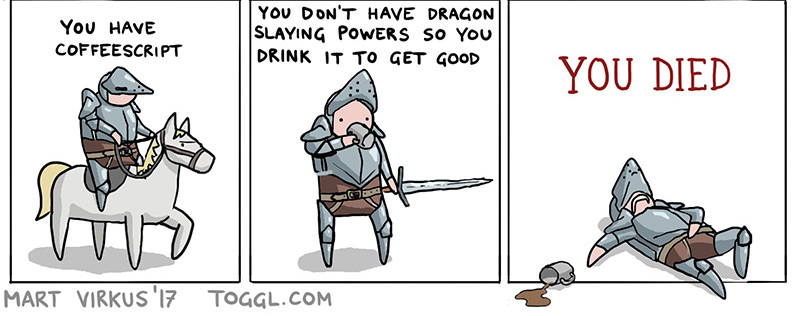 YOU HAVE
COFFEESCRIPT
YOU DON'T HAVE DRAGON
SLAYING POWERS SO YOU
DRINK IT TO GET GOOD
YOU DIED
MART VIRKUS '17 TOGGL.COM